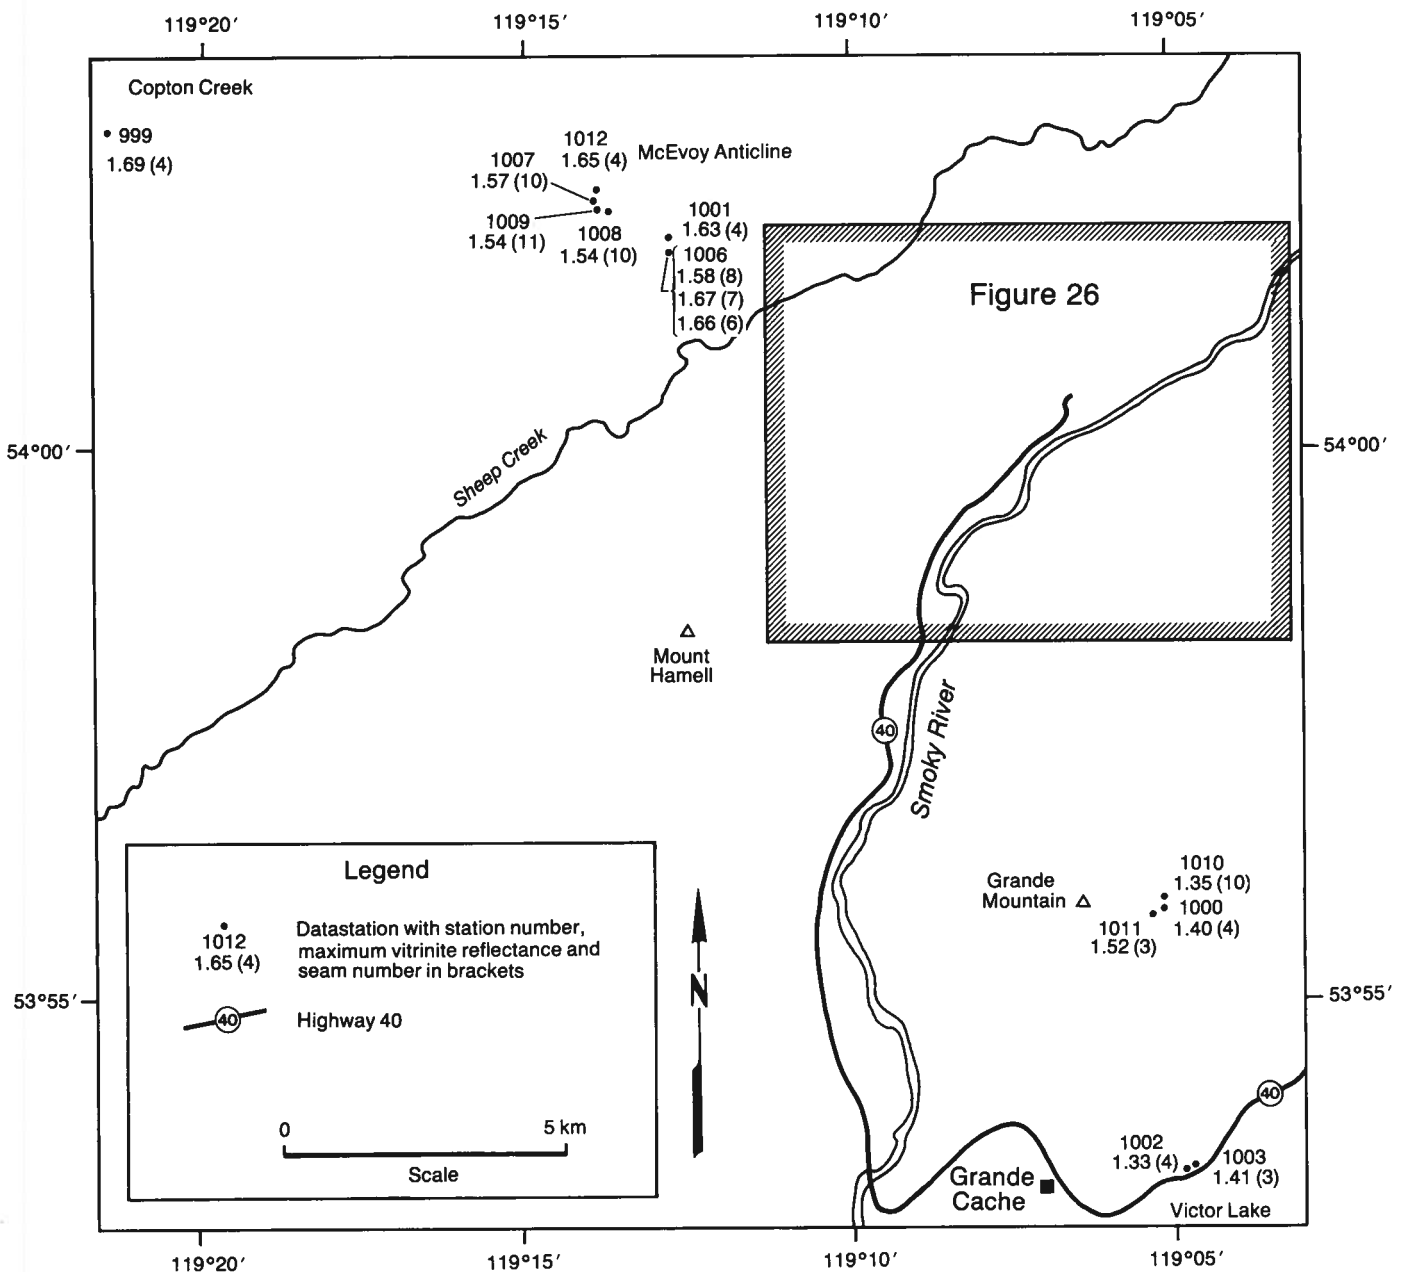 119°20′
119°15′
119°10′
119°05′
Copton Creek
999
1.69 (4)
1012
1.65 (4)
McEvoy Anticline
1007
1.57 (10)
1009
1.54 (11)
1008
1.54 (10)
1001
1.63 (4)
1006
1.58 (8)
1.67 (7)
1.66 (6)
Figure 26
54°00′
54°00′
Sheep Creek
Mount
Hamell
40
Smoky River
Legend
1012
1.65 (4)
Datastation with station number,
maximum vitrinite reflectance and
seam number in brackets
40
Highway 40
0
5 km
Scale
N
Grande
Mountain
1010
1.35 (10)
1000
1.40 (4)
1011
1.52 (3)
53°55′
53°55′
40
1002
1.33 (4)
1003
1.41 (3)
Grande
Cache
Victor Lake
119°20′
119°15′
119°10′
119°05′